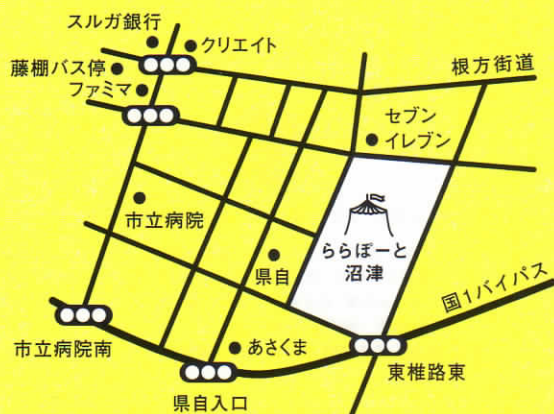 スルガ銀行
クリエイト
藤棚バス停
ファミマ
根方街道
セブン
イレブン
市立病院
ららぽーと
沼津
県自
国1バイパス
あさくま
市立病院南
東椎路東
県自入口